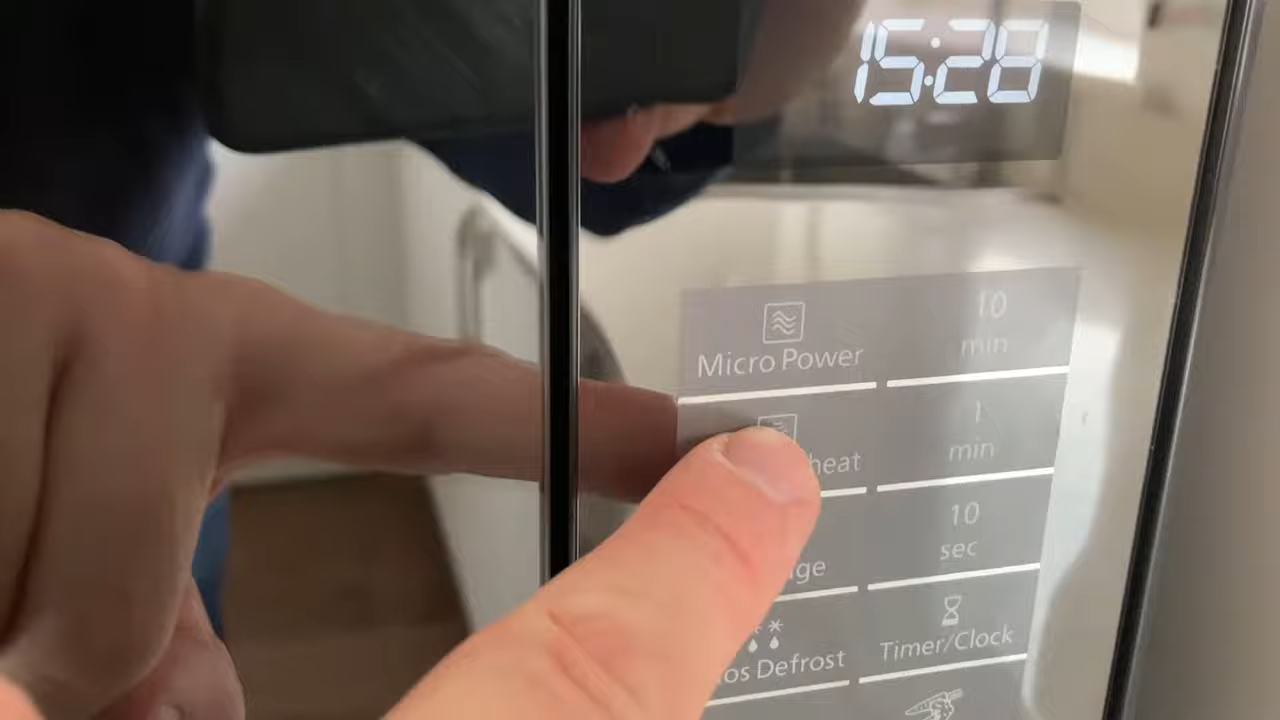 15:28
Micro Power
10
min
heat
1
min
ge
10
sec
os Defrost
Timer/Clock